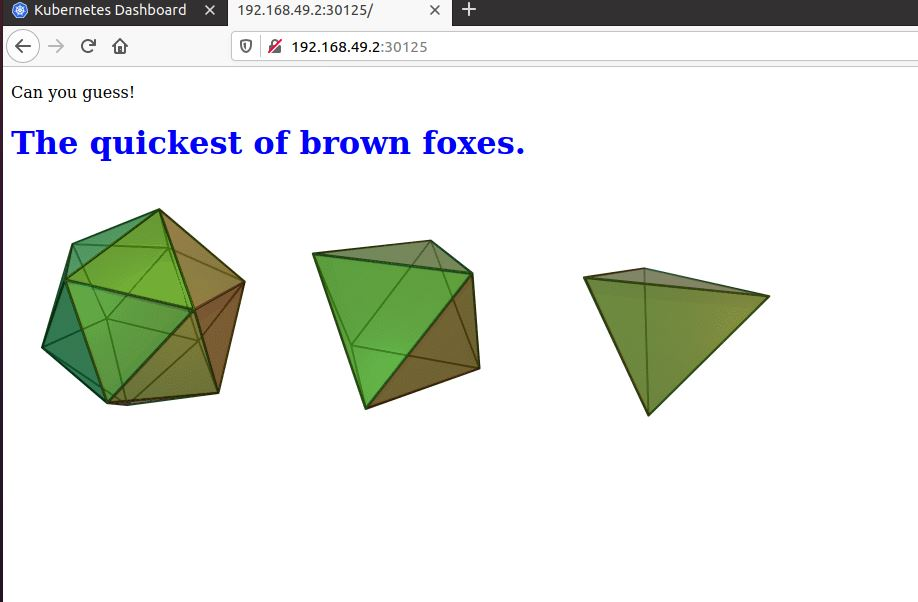 Kubernetes Dashboard 192.168.49.2:30125/
192.168.49.2:30125
Can you guess!
The quickest of brown foxes.